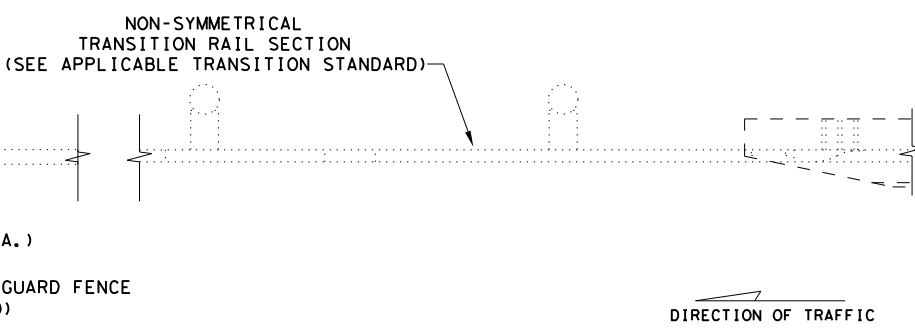 NON-SYMMETRICAL
TRANSITION RAIL SECTION
(SEE APPLICABLE TRANSITION STANDARD)
A.)
GUARD FENCE
)
DIRECTION OF TRAFFIC